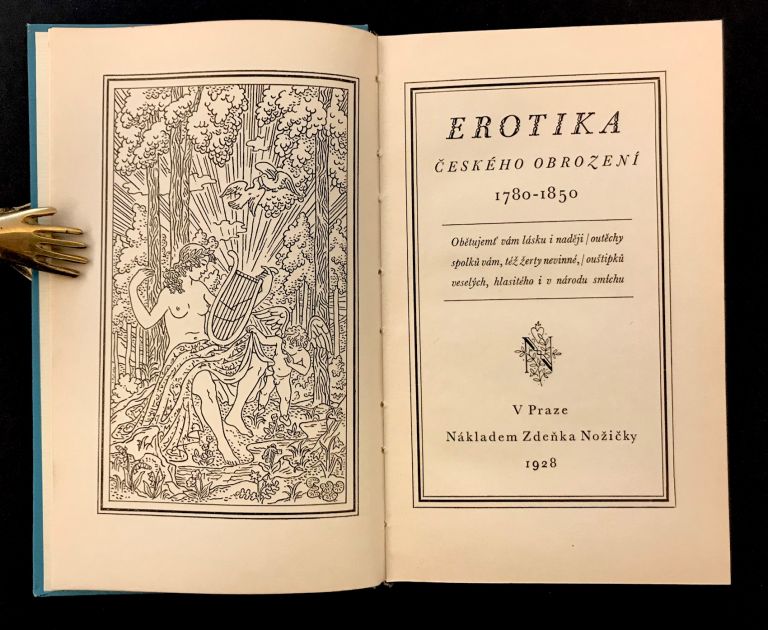 EROTIKA
ČESKÉHO OBROZENÍ
1780-1850
Obětujemť vám lásku i naději / outěchy
spolků vám, též žerty nevinné, / ouštipků
veselých, hlasitého i v národu smíchu
N
V Praze
Nákladem Zdeňka Nožičky
1928